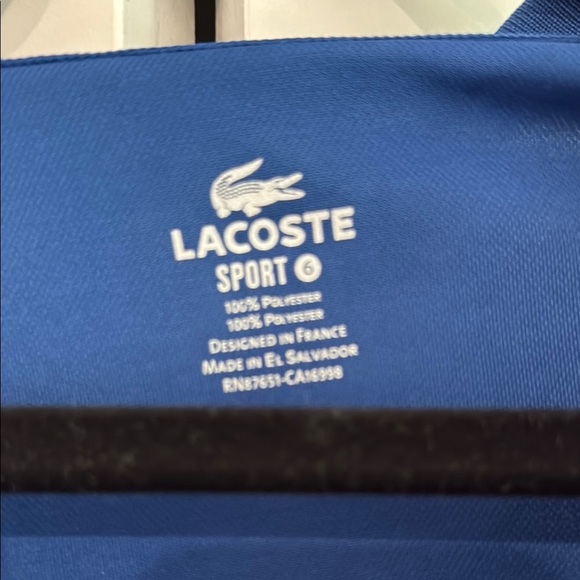 LACOSTE
SPORT 6
100% POLYESTER
100% POLYESTER
DESIGNED IN FRANCE
MADE IN EL SALVADOR
RN87651-CA16998